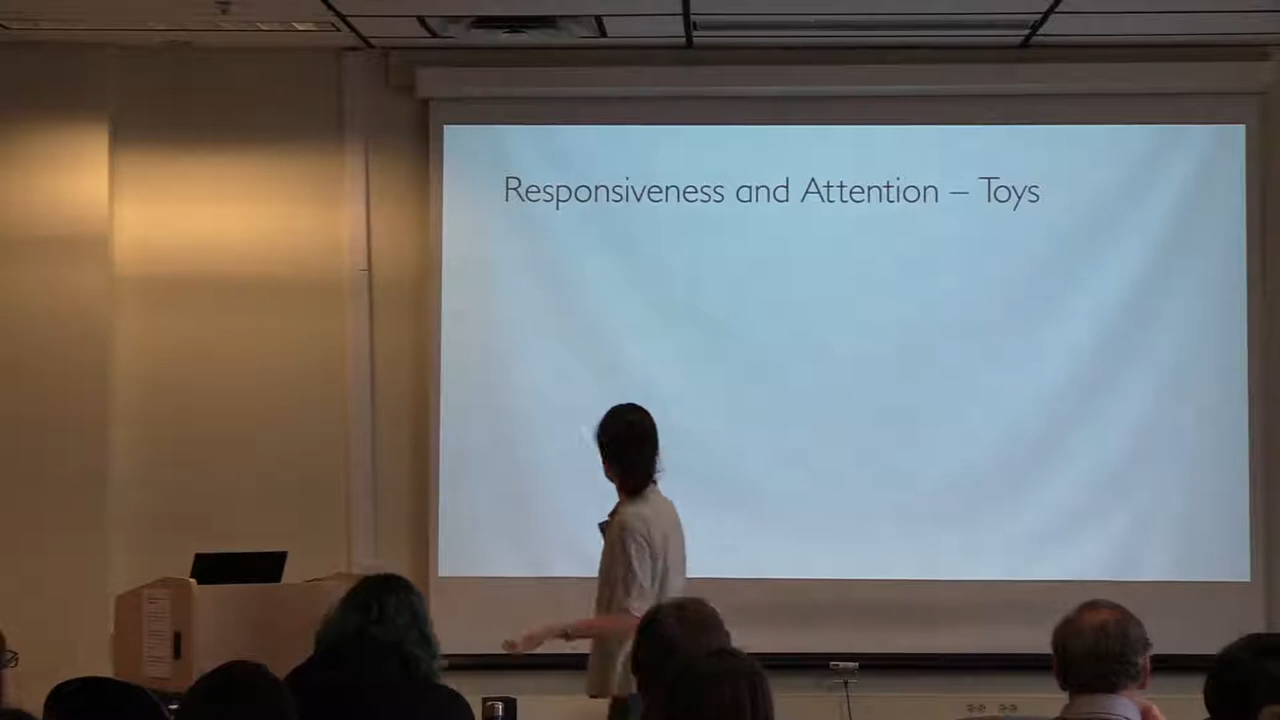 Responsiveness and Attention – Toys